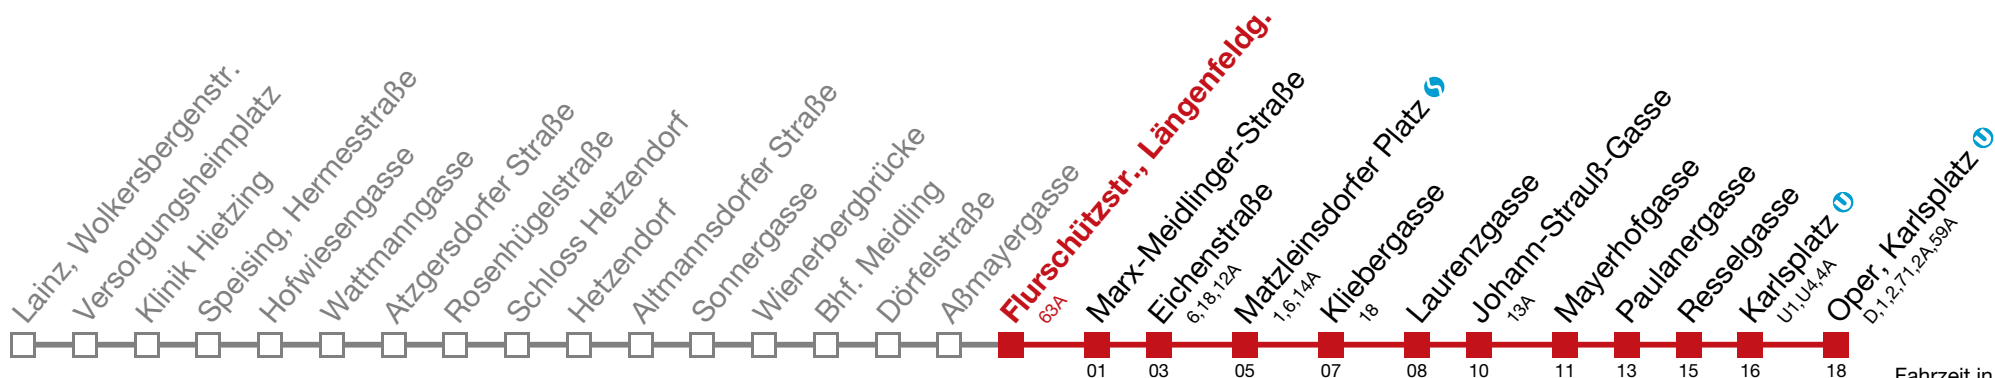 Lainz, Wolkersbergenstr.
Versorgungsheimplatz
Klinik Hietzing
Speising, Hermesstraße
Hofwiesengasse
Wattmanngasse
Atzgersdorfer Straße
Rosenhügelstraße
Schloss Hetzendorf
Hetzendorf
Altmannsdorfer Straße
Sonnergasse
Wienerbergbrücke
Bhf. Meidling
Dörfelstraße
Aßmayergasse
Flurschützstr., Längenfeldg.
63A
Marx-Meidlinger-Straße
Eichenstraße
6,18,12A
Matzleinsdorfer Platz S
1,6,14A
Kliebergasse
18
Laurenzgasse
Johann-Strauß-Gasse
13A
Mayerhofgasse
Paulanergasse
Resselgasse
Karlsplatz U
U1,U4,4A
Oper, Karlsplatz U
D,1,2,71,2A,59A
01 03 05 07 08 10 11 13 15 16 18
Fahrzeit in